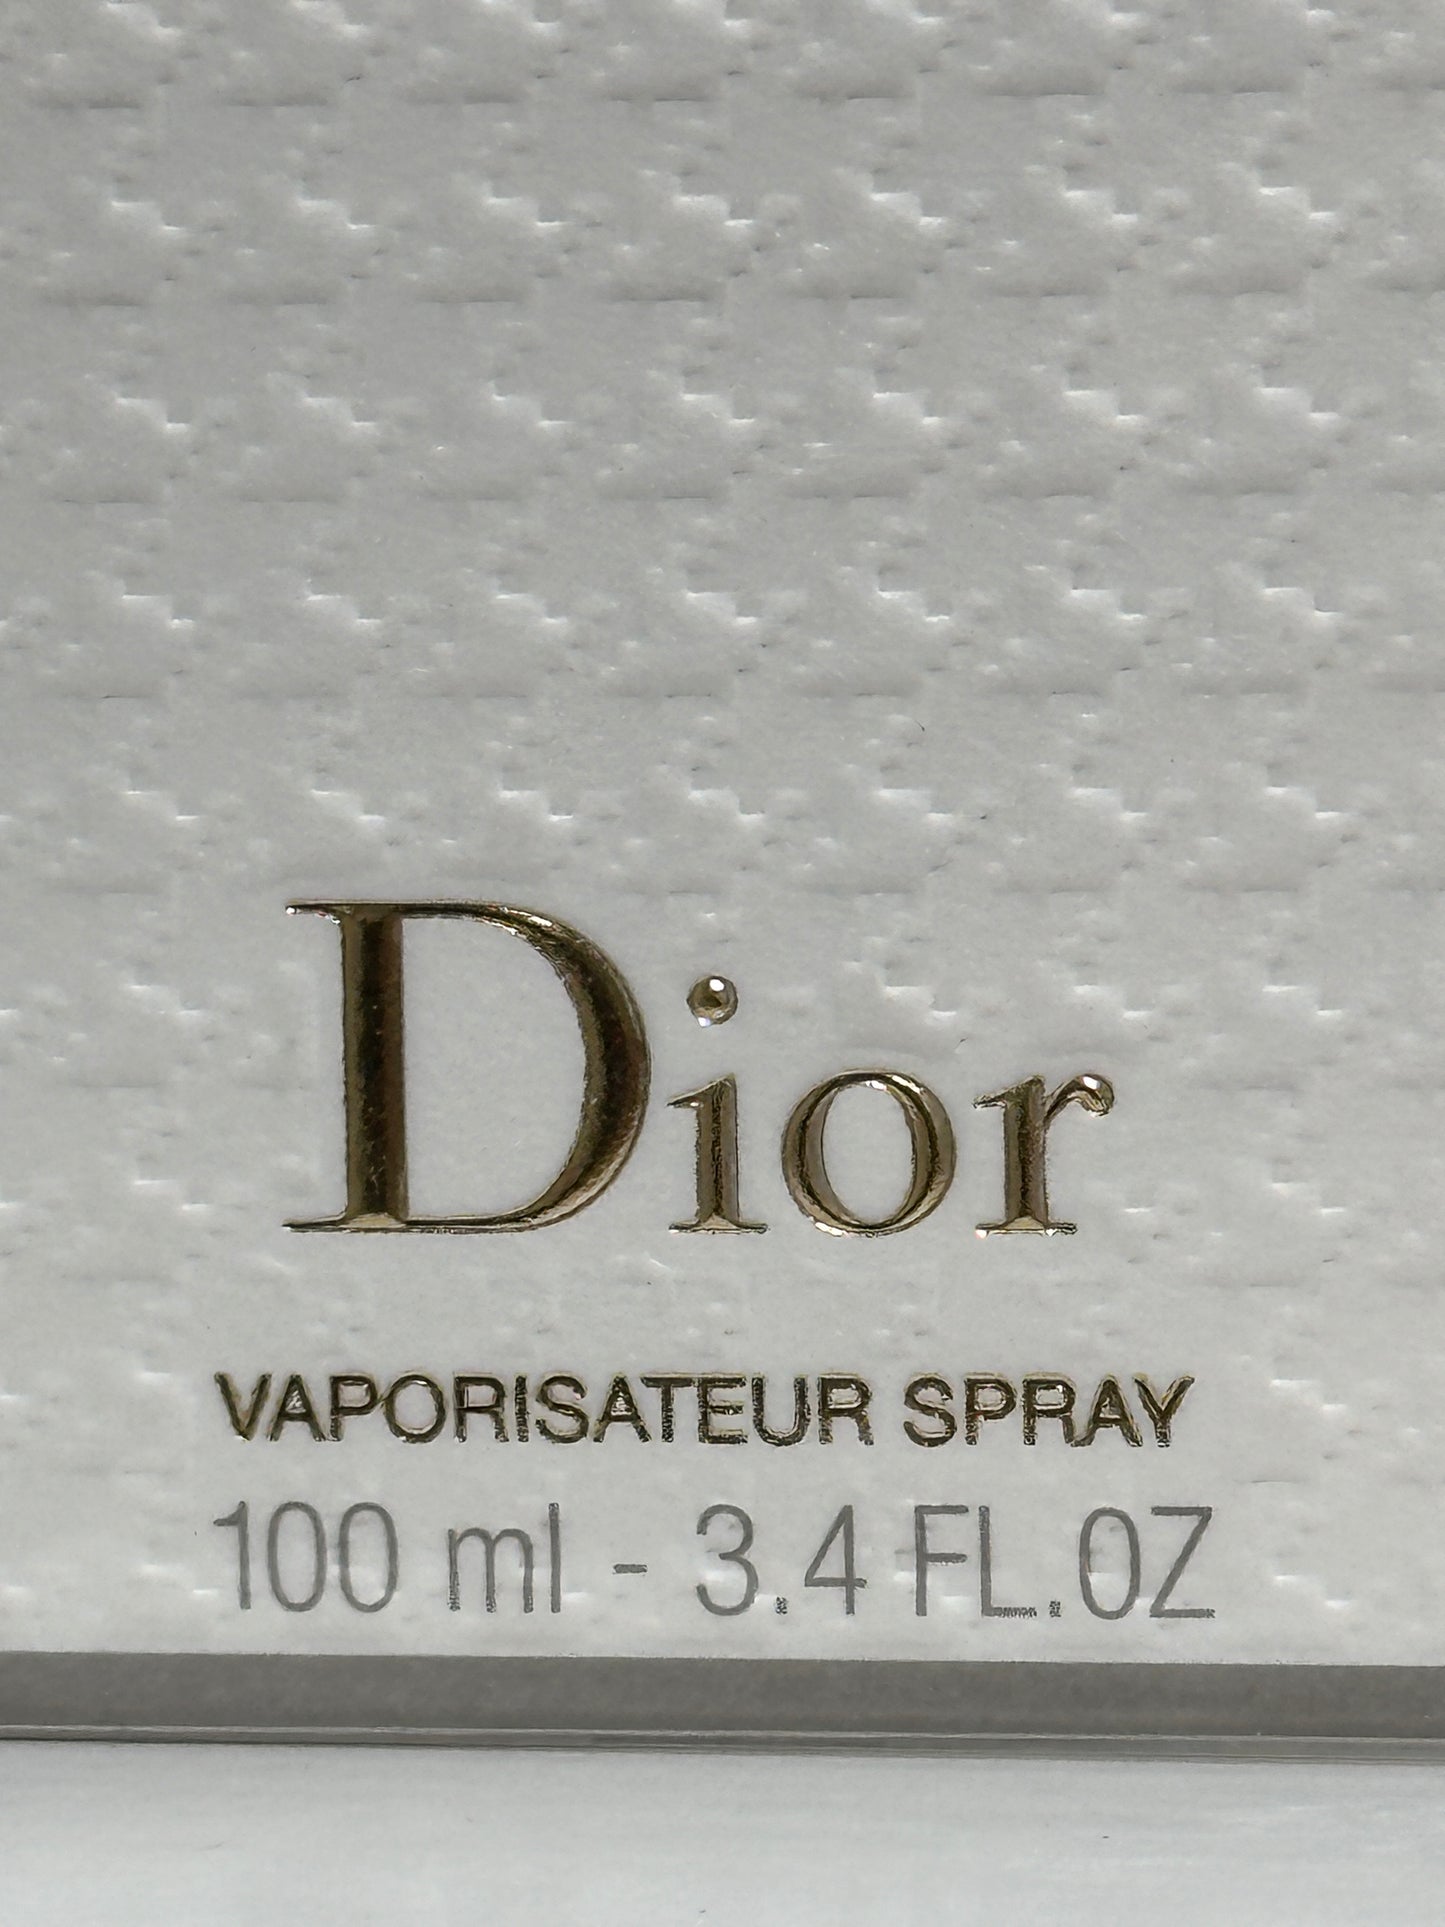 Dior
VAPORISATEUR SPRAY
100 ml - 3.4 FL.OZ